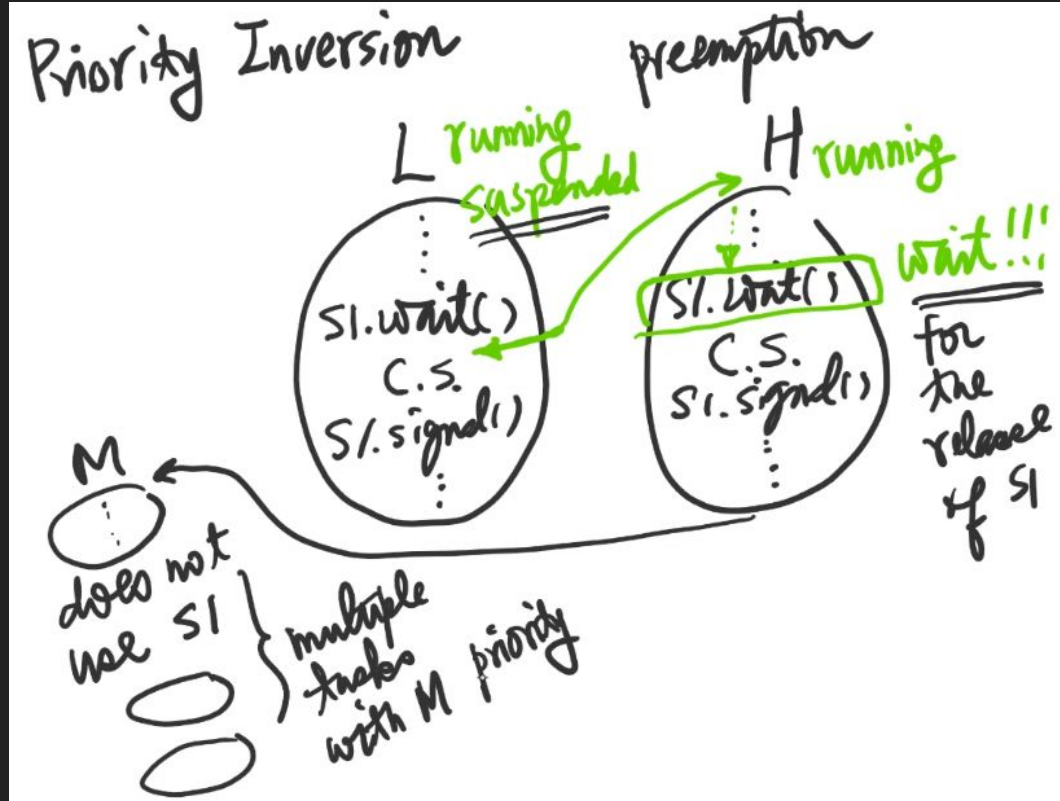 Priority Inversion
preemption
L running
suspended
H running
S1.wait()
C.S.
S1.signal()
S1.wait()
C.S.
S1.signal()
wait!!!
for
the
release
of S1
M
does not
use S1
multiple
tasks
with M priority